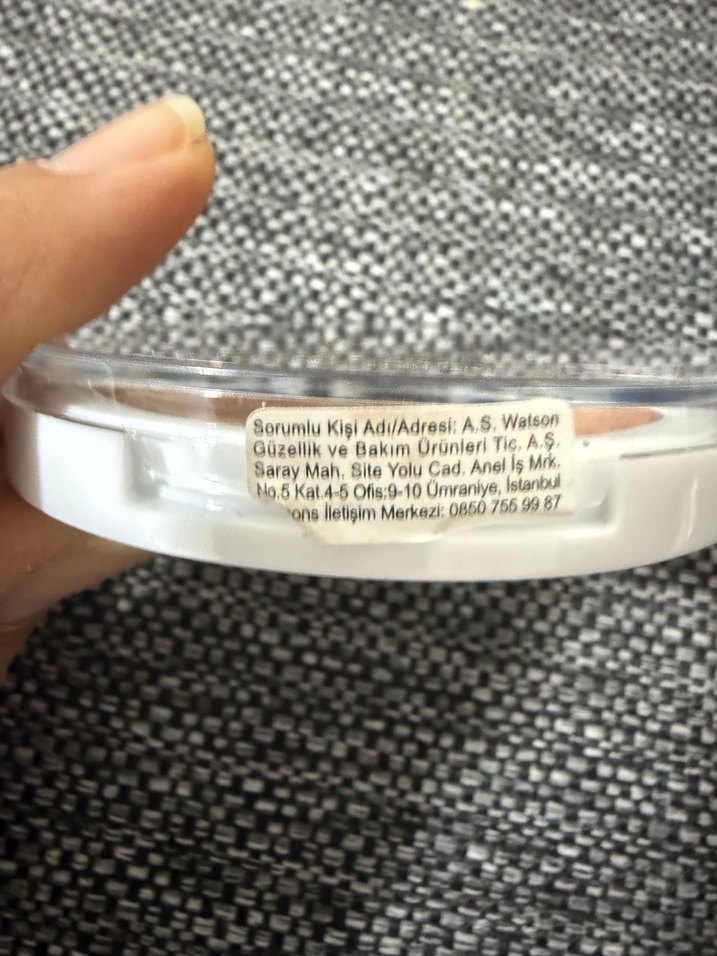 Sorumlu Kişi Adı/Adresi: A.S. Watson
Güzellik ve Bakım Ürünleri Tic. A.Ş.
Saray Mah. Site Yolu Cad. Anel İş Mrk.
No.5 Kat.4-5 Ofis:9-10 Ümraniye, İstanbul
ons İletişim Merkezi: 0850 755 99 87